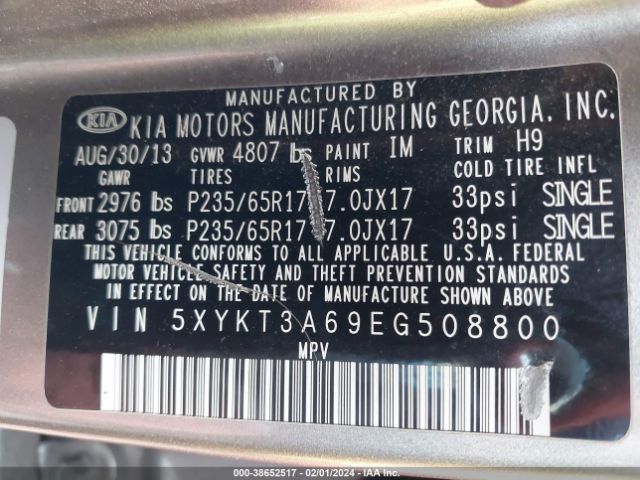 MANUFACTURED BY
KIA KIA MOTORS MANUFACTURING GEORGIA, INC.
AUG/30/13 GVWR 4807 lbs PAINT IM TRIM H9
GAWR TIRES RIMS COLD TIRE INFL
FRONT 2976 lbs P235/65R17 7.0JX17 33psi SINGLE
REAR 3075 lbs P235/65R17 7.0JX17 33psi SINGLE
THIS VEHICLE CONFORMS TO ALL APPLICABLE U.S.A. FEDERAL
MOTOR VEHICLE SAFETY AND THEFT PREVENTION STANDARDS
IN EFFECT ON THE DATE OF MANUFACTURE SHOWN ABOVE
VIN 5XYKT3A69EG508800
MPV
000-38652517 - 02/01/2024 - IAA Inc.